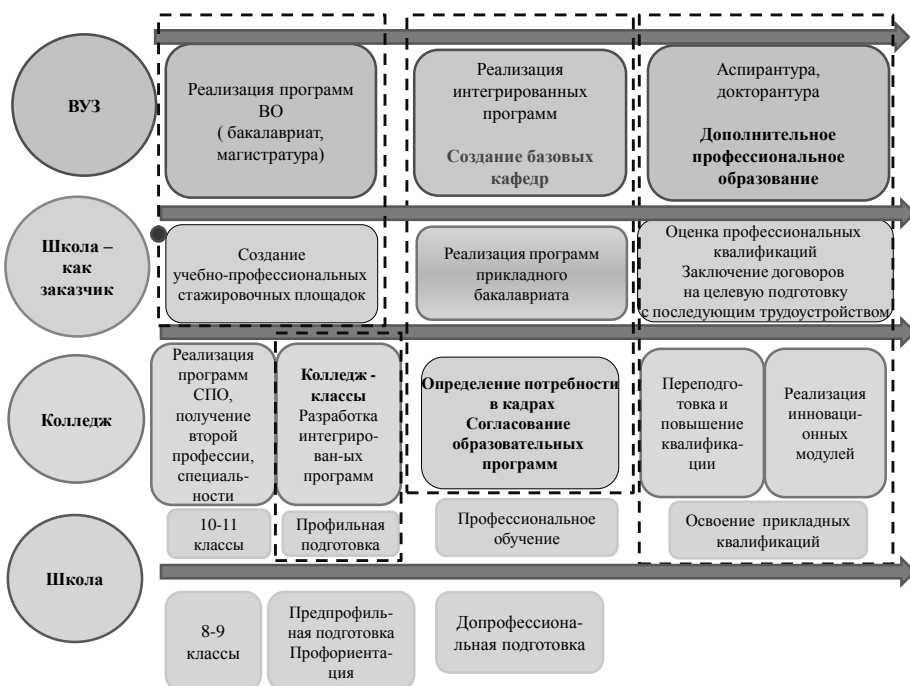 ВУЗ
Реализация программ
ВО
( бакалавриат,
магистратура)
Реализация
интегрированных
программ
Создание базовых
кафедр
Аспирантура,
докторантура
Дополнительное
профессиональное
образование
Школа –
как
заказчик
Создание
учебно-профессиональных
стажировочных площадок
Реализация программ
прикладного
бакалавриата
Оценка профессиональных
квалификаций
Заключение договоров
на целевую подготовку
с последующим трудоустройством
Колледж
Реализация
программ
СПО,
получение
второй
профессии,
специаль-
ности
Колледж -
классы
Разработка
интегриро-
ван-ых
программ
Определение потребности
в кадрах
Согласование
образовательных
программ
Переподго-
товка и
повышение
квалифика-
ции
Реализация
инноваци-
онных
модулей
Школа
10-11
классы
Профильная
подготовка
Профессиональное
обучение
Освоение прикладных
квалификаций
8-9
классы
Предпрофиль-
ная подготовка
Профориента-
ция
Допрофессиона-
льная подготовка